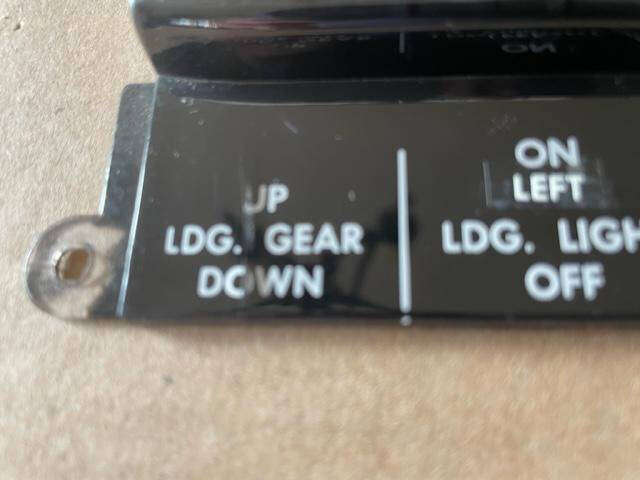 UP
LDG. GEAR
DOWN
ON
LEFT
LDG. LIGH
OFF